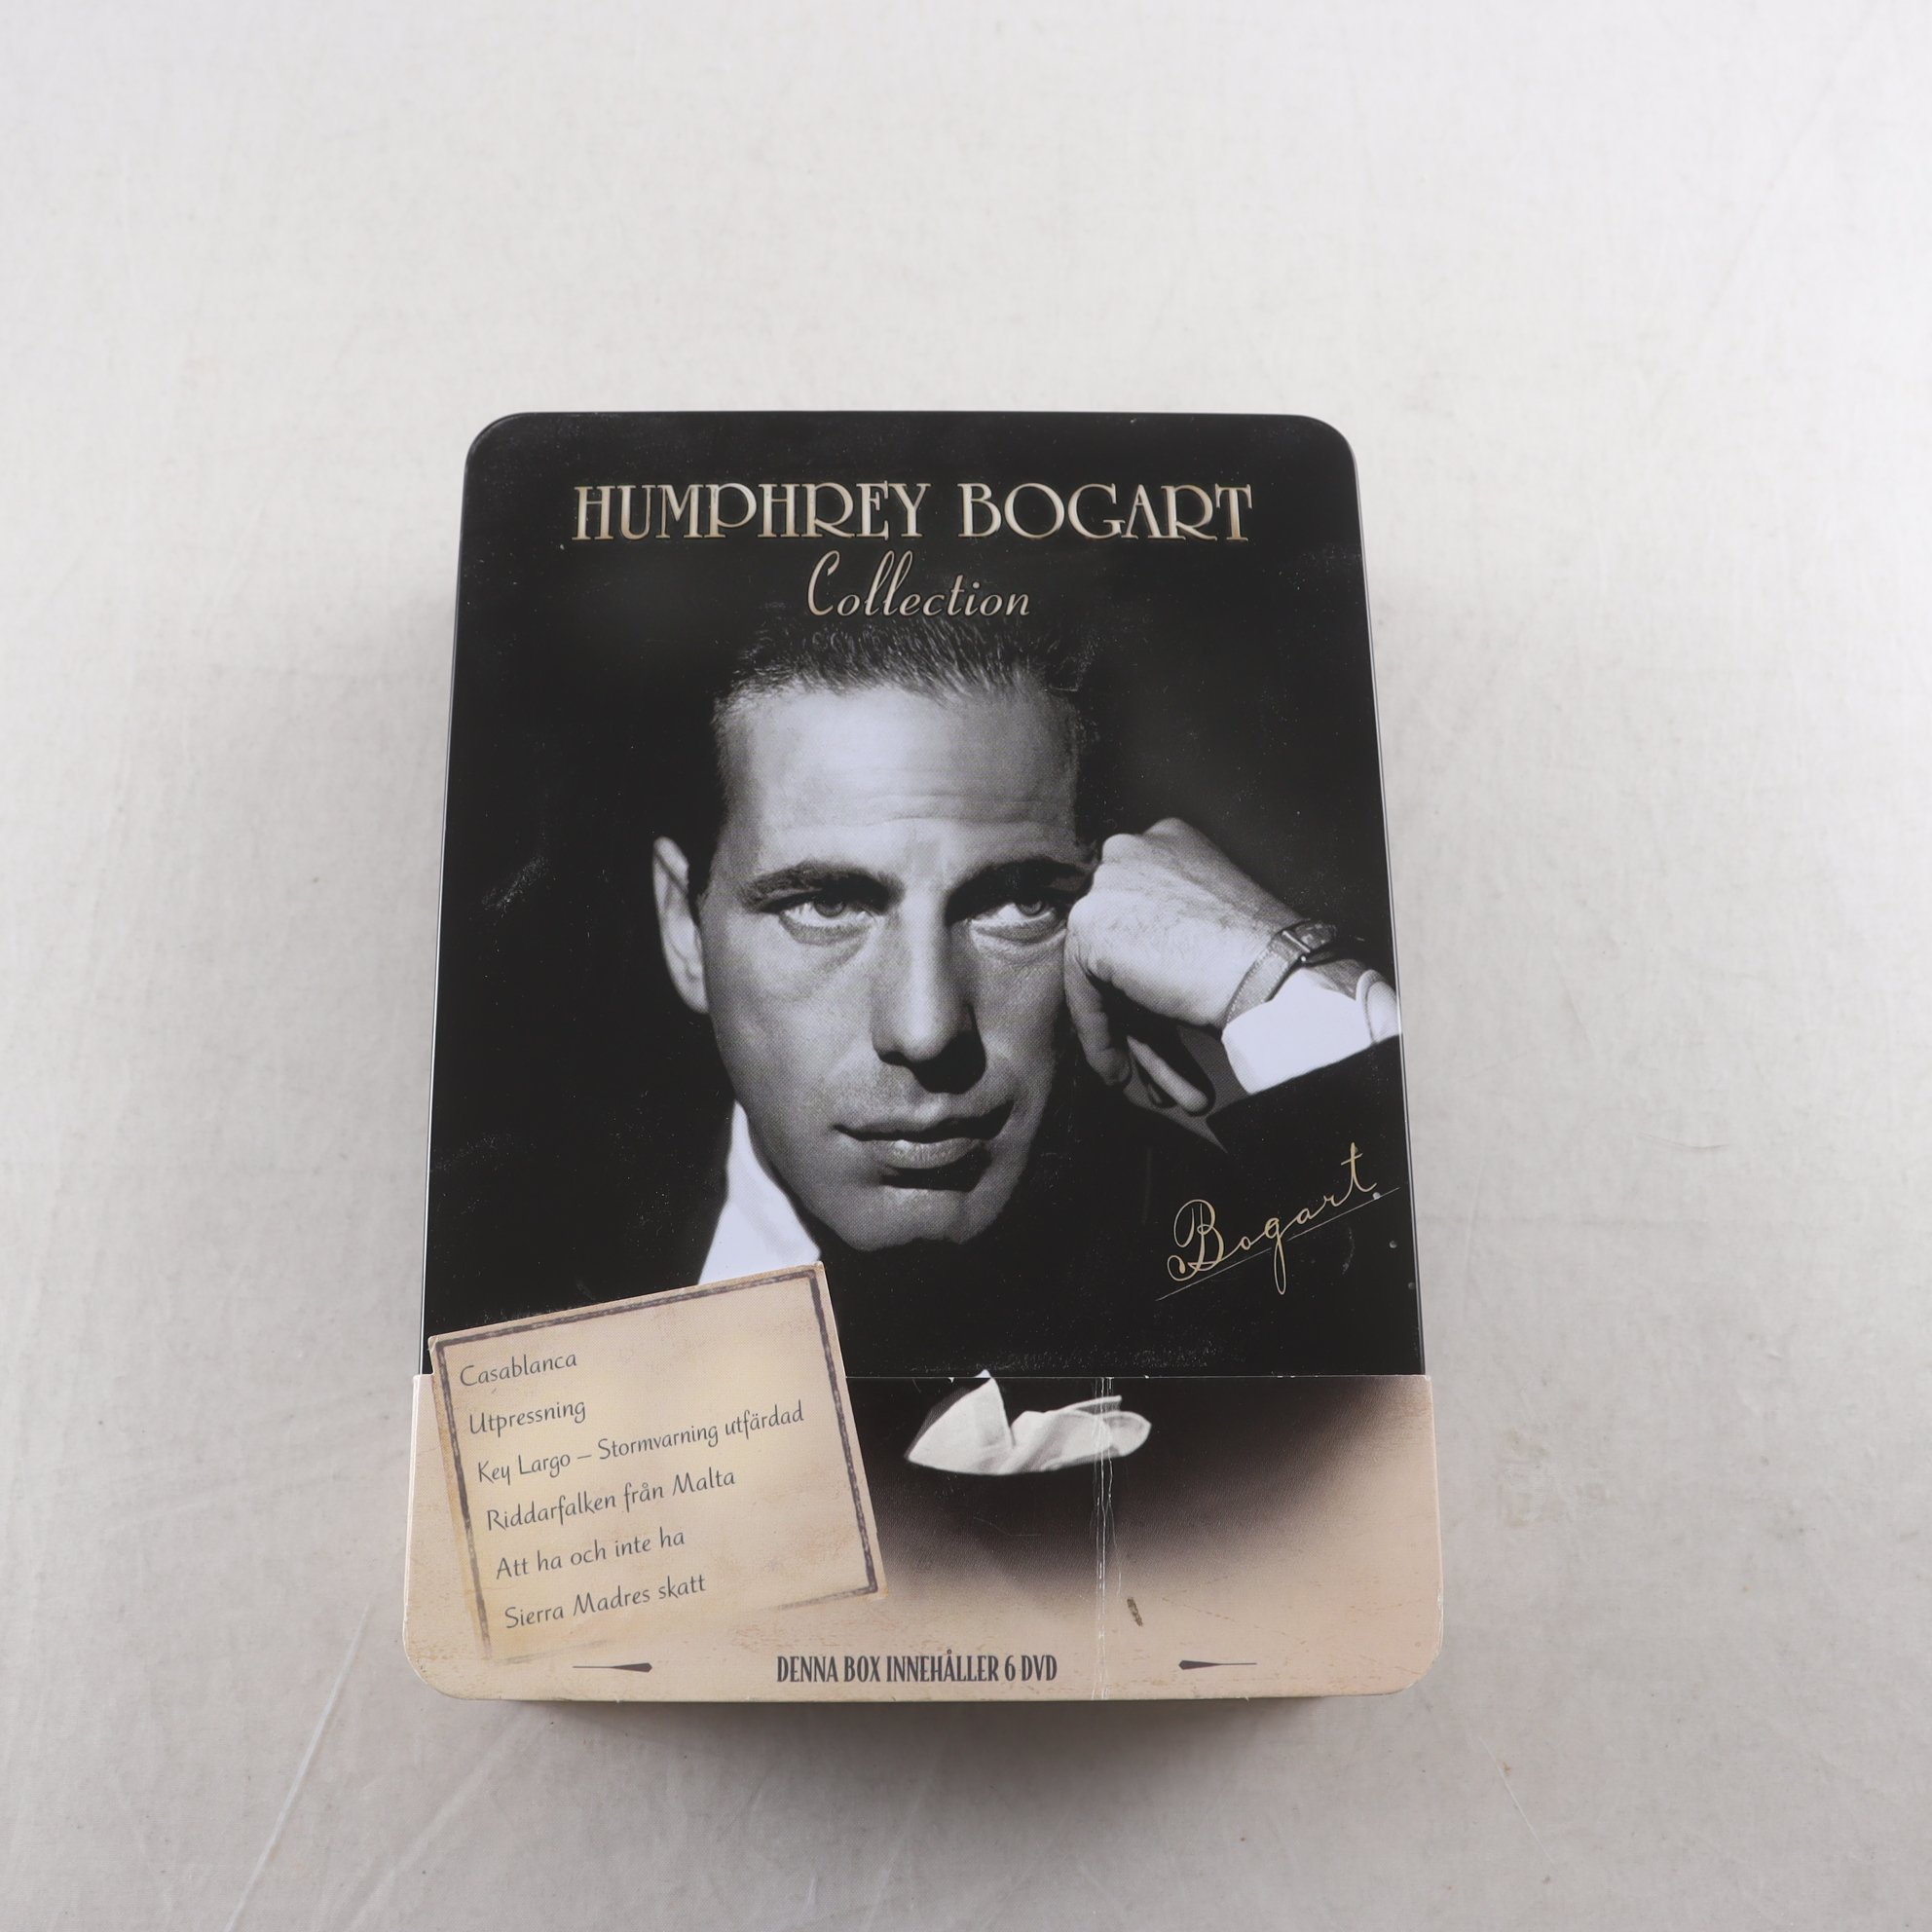 HUMPHREY BOGART
Collection
Bogart.
Casablanca
Utpressning
Key Largo – Stormvarning utfärdad
Riddarfalken från Malta
Att ha och inte ha
Sierra Madres skatt
DENNA BOX INNEHÅLLER 6 DVD